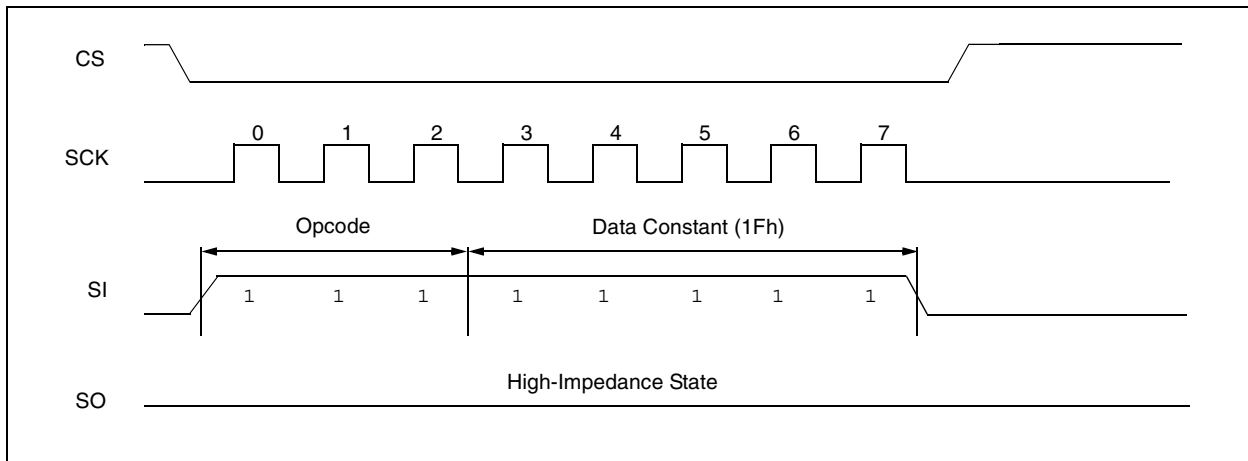 CS
0 1 2 3 4 5 6 7
SCK
Opcode Data Constant (1Fh)
SI
1 1 1 1 1 1 1 1
High-Impedance State
SO